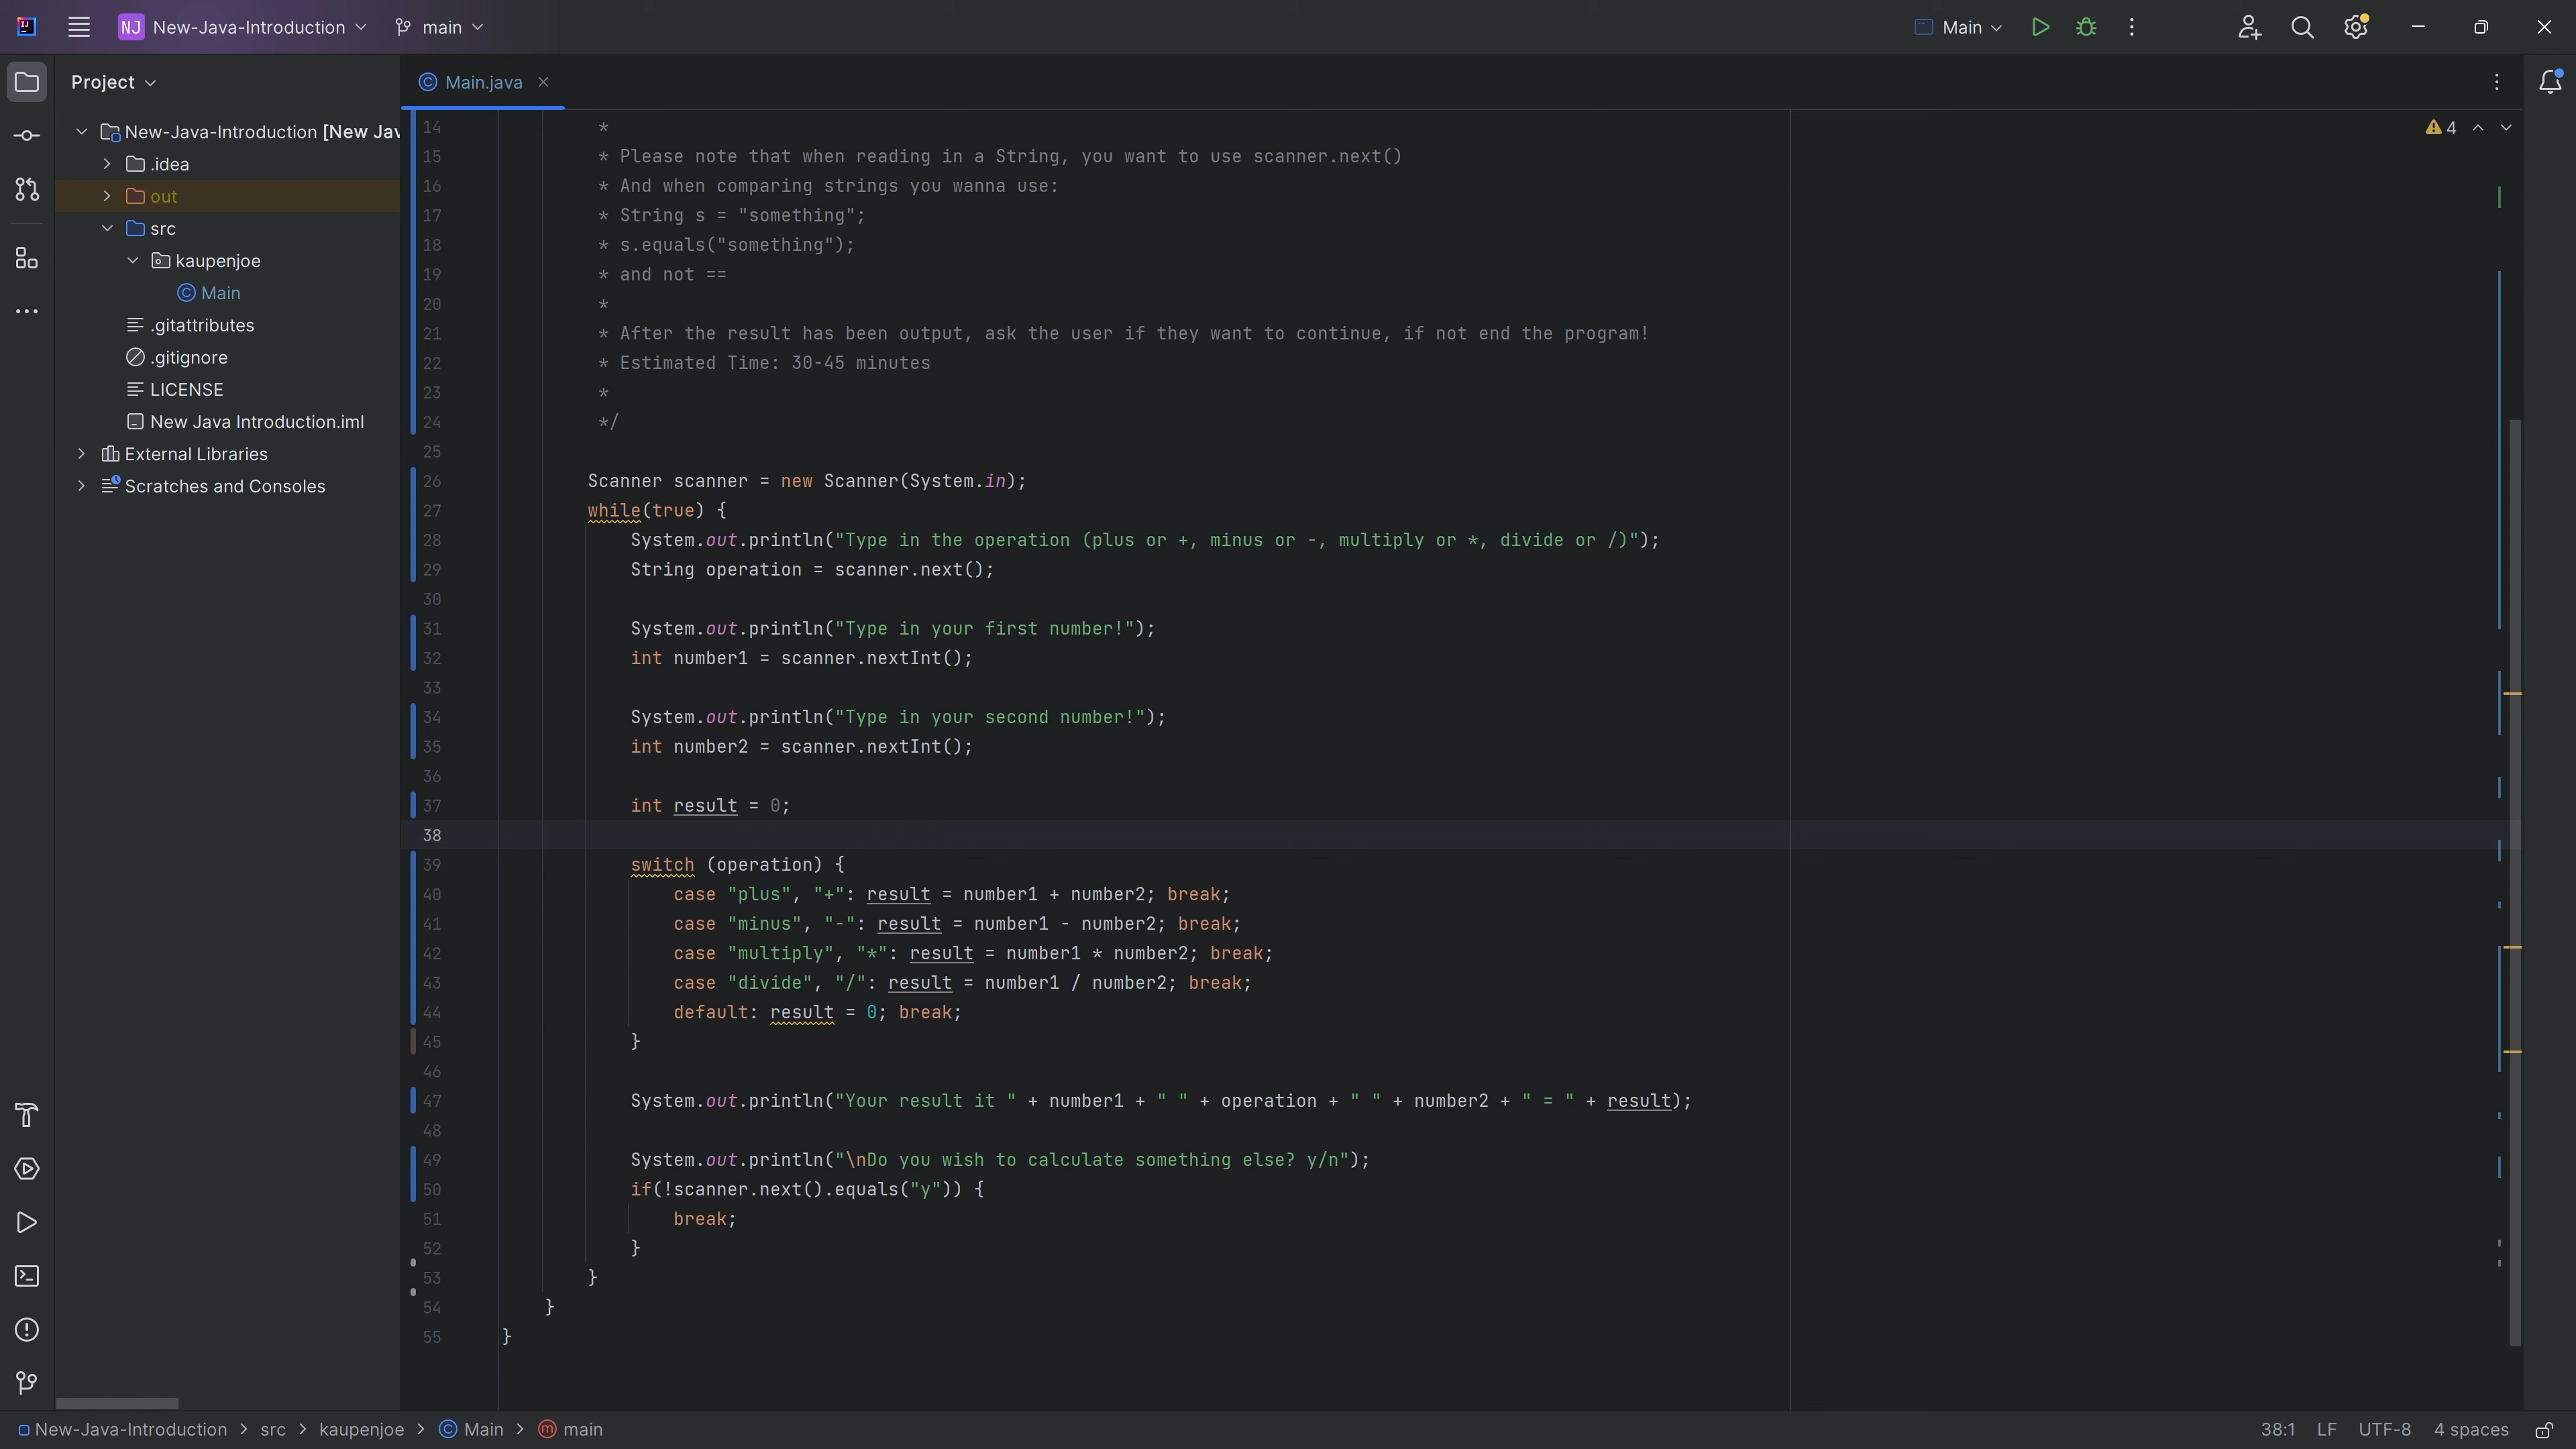 NJ New-Java-Introduction main Main
Project
Main.java
New-Java-Introduction [New Jav
.idea
out
src
kaupenjoe
Main
.gitattributes
.gitignore
LICENSE
New Java Introduction.iml
External Libraries
Scratches and Consoles
4
14 *
15 * Please note that when reading in a String, you want to use scanner.next()
16 * And when comparing strings you wanna use:
17 * String s = "something";
18 * s.equals("something");
19 * and not ==
20 *
21 * After the result has been output, ask the user if they want to continue, if not end the program!
22 * Estimated Time: 30-45 minutes
23 *
24 */
25
26 Scanner scanner = new Scanner(System.in);
27 while(true) {
28 System.out.println("Type in the operation (plus or +, minus or -, multiply or *, divide or /)");
29 String operation = scanner.next();
30
31 System.out.println("Type in your first number!");
32 int number1 = scanner.nextInt();
33
34 System.out.println("Type in your second number!");
35 int number2 = scanner.nextInt();
36
37 int result = 0;
38
39 switch (operation) {
40 case "plus", "+": result = number1 + number2; break;
41 case "minus", "-": result = number1 - number2; break;
42 case "multiply", "*": result = number1 * number2; break;
43 case "divide", "/": result = number1 / number2; break;
44 default: result = 0; break;
45 }
46
47 System.out.println("Your result it " + number1 + " " + operation + " " + number2 + " = " + result);
48
49 System.out.println("\nDo you wish to calculate something else? y/n");
50 if(!scanner.next().equals("y")) {
51 break;
52 }
53 }
54 }
55 }
New-Java-Introduction > src > kaupenjoe > Main > main 38:1 LF UTF-8 4 spaces